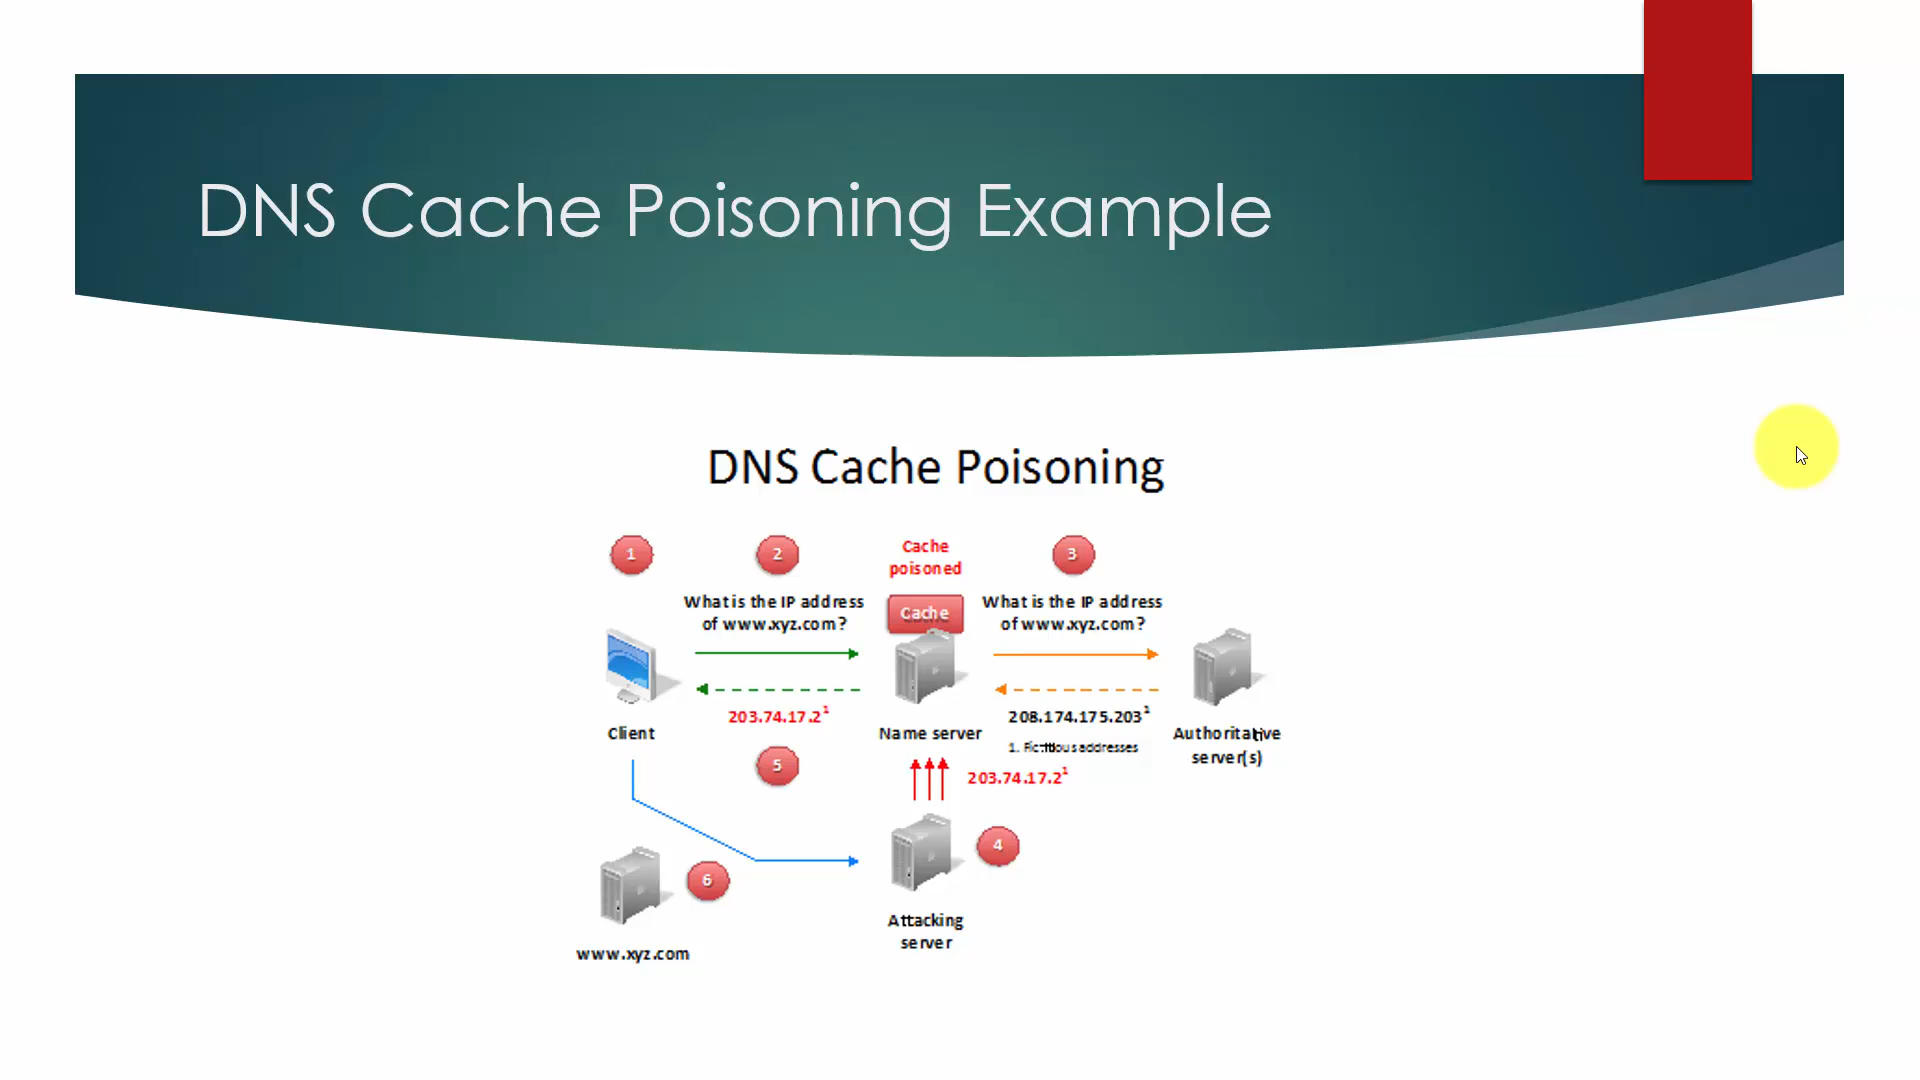 DNS Cache Poisoning Example
DNS Cache Poisoning
1
2
Cache
poisoned
3
What is the IP address
of www.xyz.com?
Cache
What is the IP address
of www.xyz.com?
203.74.17.2¹
208.174.175.203¹
Client
Name server
1. Fictitious addresses
Authoritative
server(s)
5
203.74.17.2¹
4
6
Attacking
server
www.xyz.com